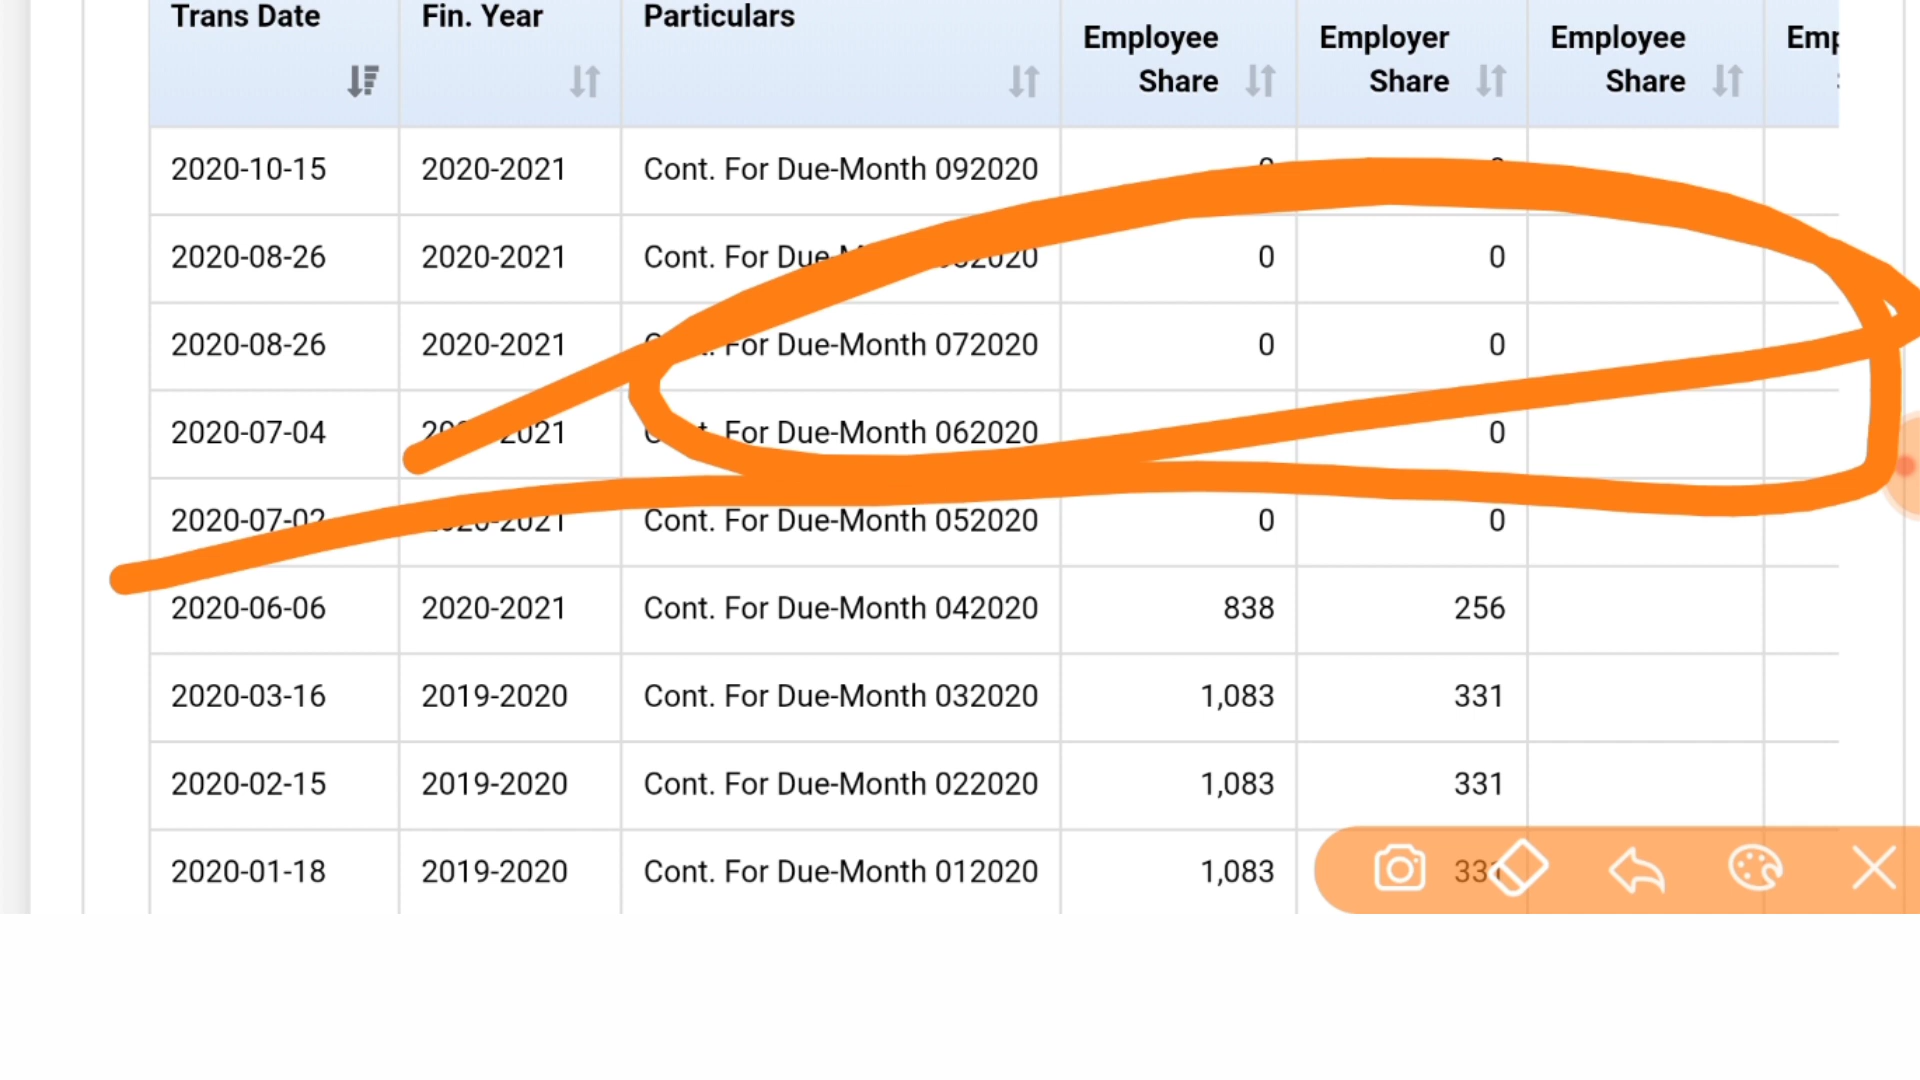 Trans Date Fin. Year Particulars
Employee Share Employer Share Employee Share
2020-10-15 2020-2021 Cont. For Due-Month 092020
2020-08-26 2020-2021 Cont. For 0 0
2020-08-26 2020-2021 For Due-Month 072020 0 0
2020-07-04 For Due-Month 062020 0
2020-07-02 Cont. For Due-Month 052020 0 0
2020-06-06 2020-2021 Cont. For Due-Month 042020 838 256
2020-03-16 2019-2020 Cont. For Due-Month 032020 1,083 331
2020-02-15 2019-2020 Cont. For Due-Month 022020 1,083 331
2020-01-18 2019-2020 Cont. For Due-Month 012020 1,083